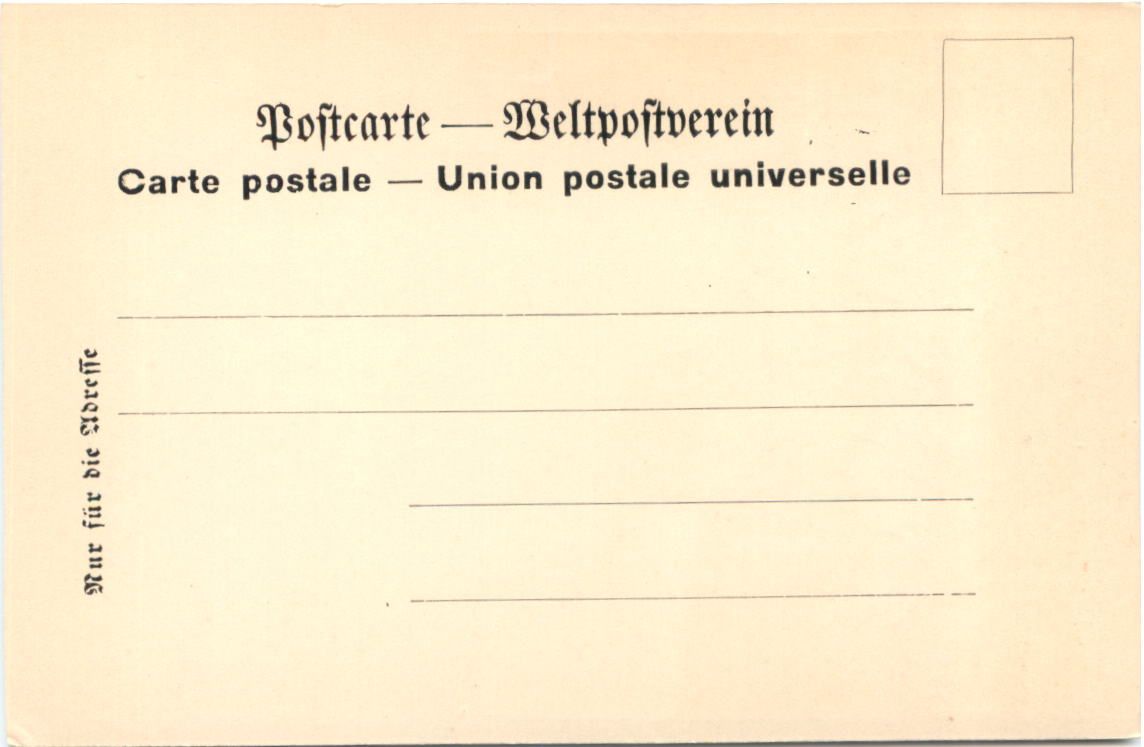 Postcarte — Weltpostverein
Carte postale — Union postale universelle
Nur für die Adresse